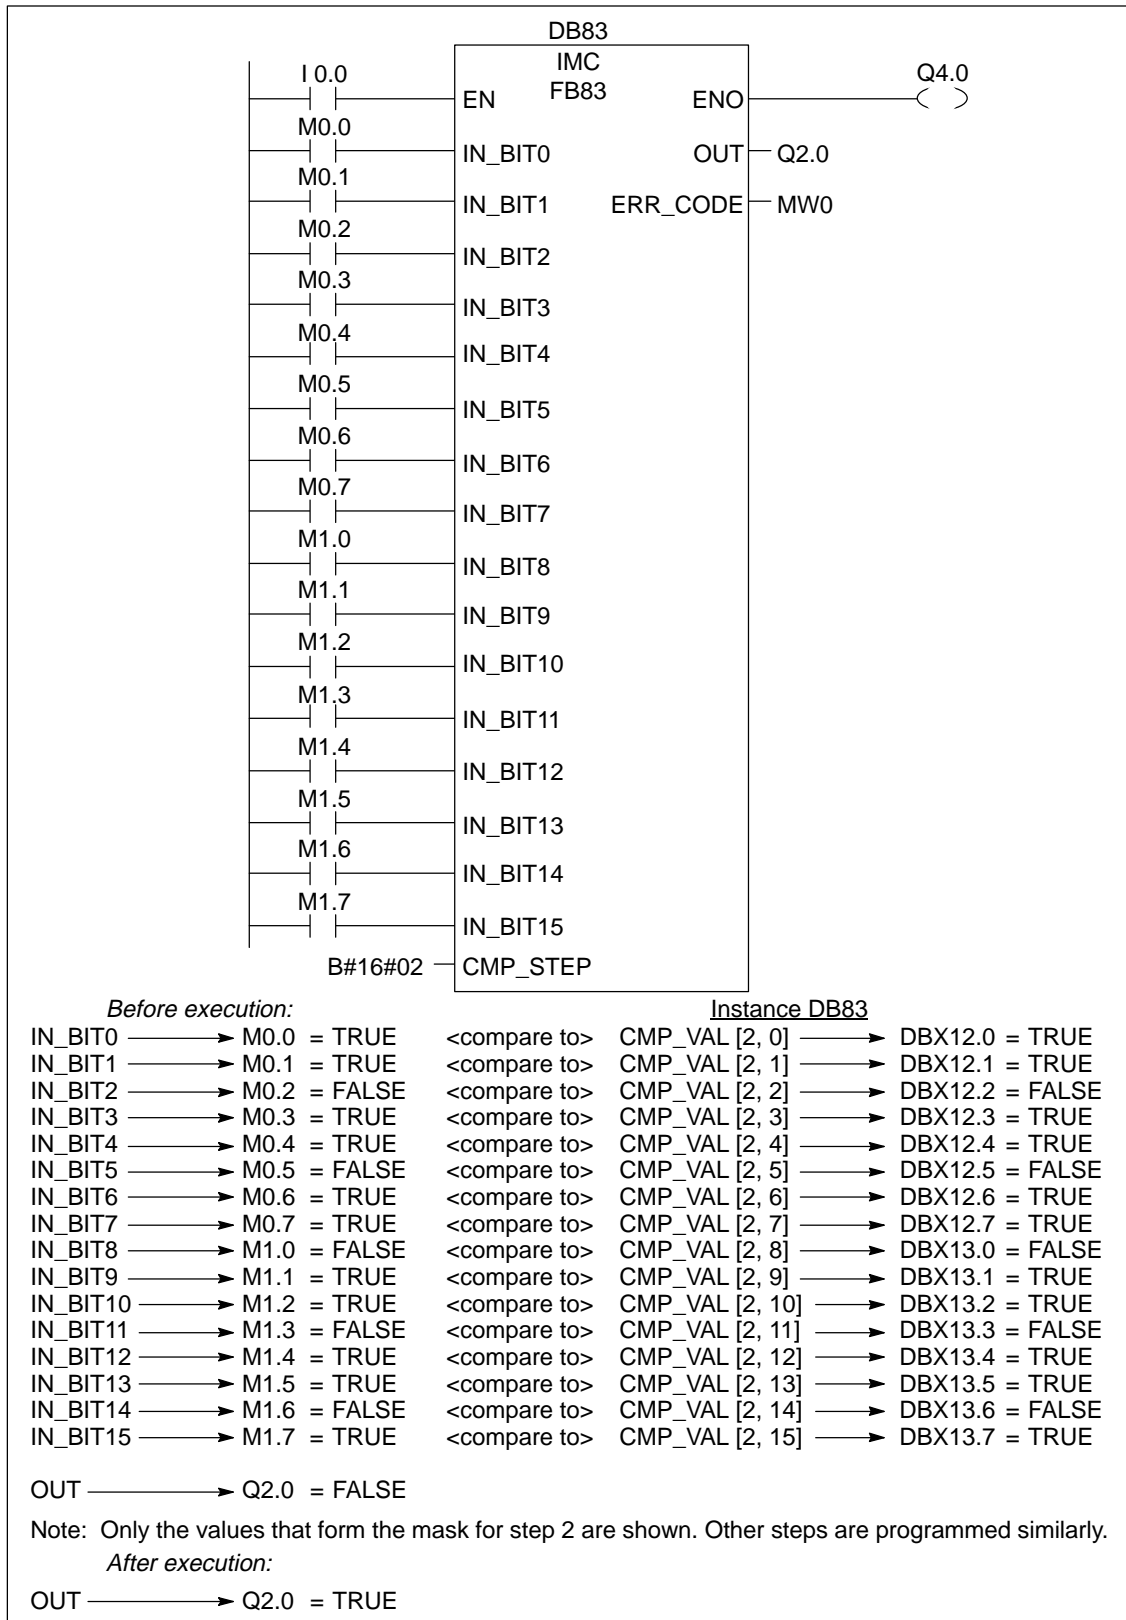 DB83
IMC
FB83
I 0.0
EN
ENO
Q4.0
M0.0
IN_BIT0
OUT
Q2.0
M0.1
IN_BIT1
ERR_CODE
MW0
M0.2
IN_BIT2
M0.3
IN_BIT3
M0.4
IN_BIT4
M0.5
IN_BIT5
M0.6
IN_BIT6
M0.7
IN_BIT7
M1.0
IN_BIT8
M1.1
IN_BIT9
M1.2
IN_BIT10
M1.3
IN_BIT11
M1.4
IN_BIT12
M1.5
IN_BIT13
M1.6
IN_BIT14
M1.7
IN_BIT15
B#16#02 CMP_STEP
Before execution: Instance DB83
IN_BIT0 M0.0 = TRUE <compare to> CMP_VAL [2, 0] DBX12.0 = TRUE
IN_BIT1 M0.1 = TRUE <compare to> CMP_VAL [2, 1] DBX12.1 = TRUE
IN_BIT2 M0.2 = FALSE <compare to> CMP_VAL [2, 2] DBX12.2 = FALSE
IN_BIT3 M0.3 = TRUE <compare to> CMP_VAL [2, 3] DBX12.3 = TRUE
IN_BIT4 M0.4 = TRUE <compare to> CMP_VAL [2, 4] DBX12.4 = TRUE
IN_BIT5 M0.5 = FALSE <compare to> CMP_VAL [2, 5] DBX12.5 = FALSE
IN_BIT6 M0.6 = TRUE <compare to> CMP_VAL [2, 6] DBX12.6 = TRUE
IN_BIT7 M0.7 = TRUE <compare to> CMP_VAL [2, 7] DBX12.7 = TRUE
IN_BIT8 M1.0 = FALSE <compare to> CMP_VAL [2, 8] DBX13.0 = FALSE
IN_BIT9 M1.1 = TRUE <compare to> CMP_VAL [2, 9] DBX13.1 = TRUE
IN_BIT10 M1.2 = TRUE <compare to> CMP_VAL [2, 10] DBX13.2 = TRUE
IN_BIT11 M1.3 = FALSE <compare to> CMP_VAL [2, 11] DBX13.3 = FALSE
IN_BIT12 M1.4 = TRUE <compare to> CMP_VAL [2, 12] DBX13.4 = TRUE
IN_BIT13 M1.5 = TRUE <compare to> CMP_VAL [2, 13] DBX13.5 = TRUE
IN_BIT14 M1.6 = FALSE <compare to> CMP_VAL [2, 14] DBX13.6 = FALSE
IN_BIT15 M1.7 = TRUE <compare to> CMP_VAL [2, 15] DBX13.7 = TRUE
OUT Q2.0 = FALSE
Note: Only the values that form the mask for step 2 are shown. Other steps are programmed similarly.
After execution:
OUT Q2.0 = TRUE